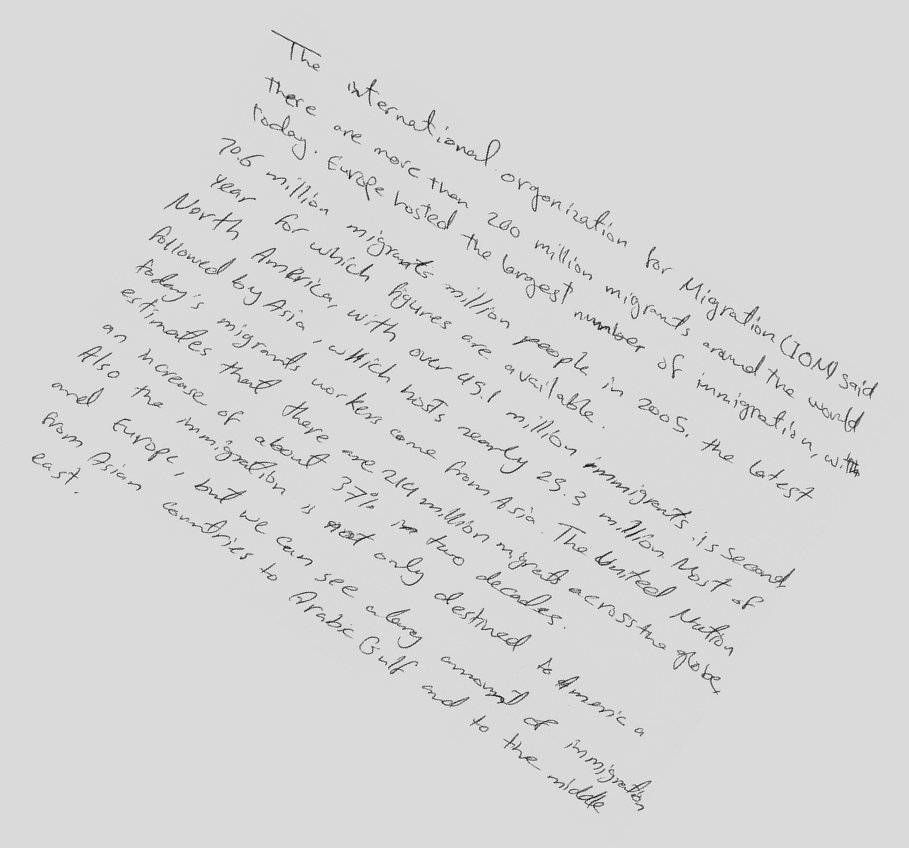 The international organization for Migration (IOM) said
there are more than 200 million migrants around the world
today. Europe hosted the largest number of immigration, with
70.6 million migrants million people in 2005, the latest
year for which figures are available.
North America, with over 45.1 million immigrants is second
followed by Asia, which hosts nearly 25.3 million. Most of
today's migrants workers come from Asia. The United Nation
estimates that there are 214 million migrants across the globe,
an increase of about 37% in two decades.
Also the immigration is not only destined to America a
and Europe, but we can see a larg amount of immigration
from Asian countries to Arabic Gulf and to the middle
east.